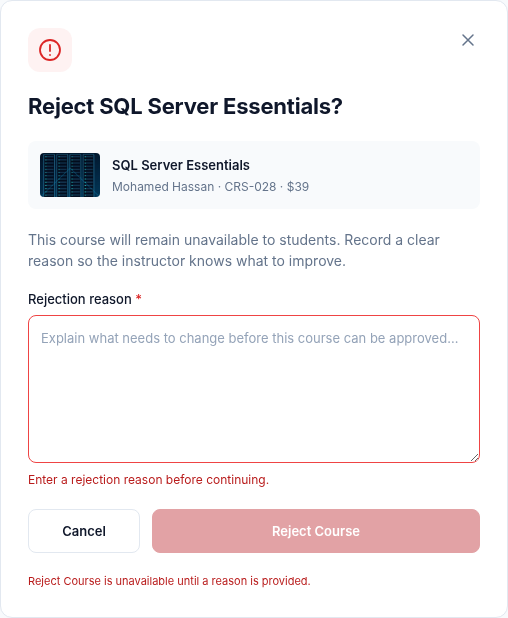 Reject SQL Server Essentials?
SQL Server Essentials
Mohamed Hassan · CRS-028 · $39
This course will remain unavailable to students. Record a clear
reason so the instructor knows what to improve.
Rejection reason *
Explain what needs to change before this course can be approved...
Enter a rejection reason before continuing.
Cancel
Reject Course
Reject Course is unavailable until a reason is provided.